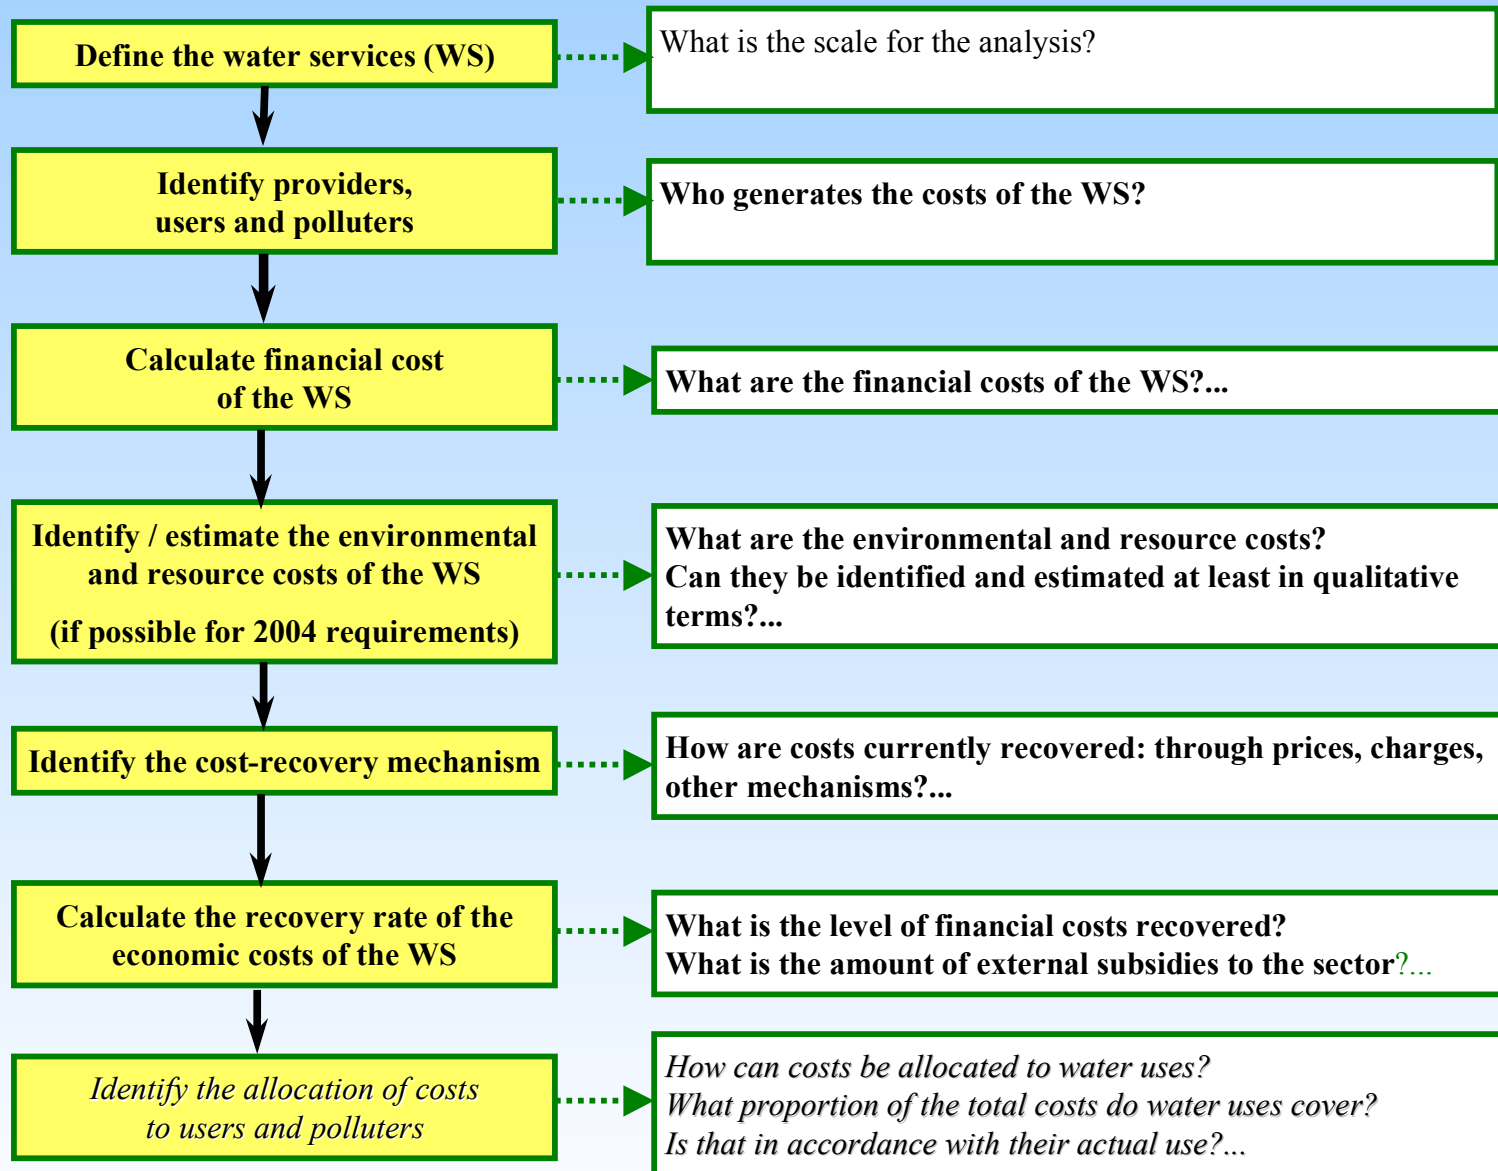 Define the water services (WS)
What is the scale for the analysis?
Identify providers,
users and polluters
Who generates the costs of the WS?
Calculate financial cost
of the WS
What are the financial costs of the WS?...
Identify / estimate the environmental
and resource costs of the WS
(if possible for 2004 requirements)
What are the environmental and resource costs?
Can they be identified and estimated at least in qualitative
terms?...
Identify the cost-recovery mechanism
How are costs currently recovered: through prices, charges,
other mechanisms?...
Calculate the recovery rate of the
economic costs of the WS
What is the level of financial costs recovered?
What is the amount of external subsidies to the sector?...
Identify the allocation of costs
to users and polluters
How can costs be allocated to water uses?
What proportion of the total costs do water uses cover?
Is that in accordance with their actual use?...